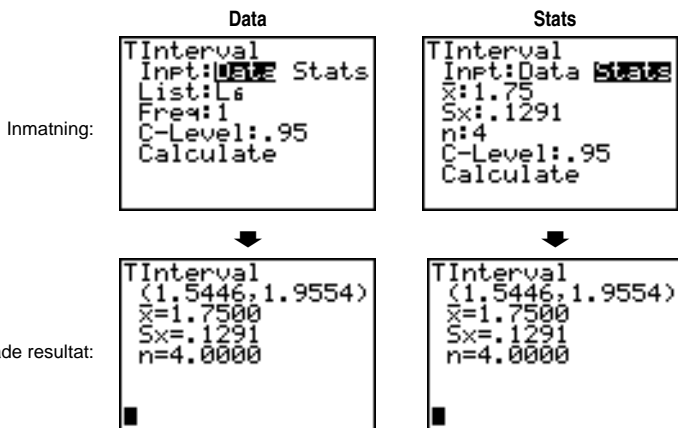 Data
Stats
Inmatning:
TInterval
Inpt:Data Stats
List:L6
Freq:1
C-Level:.95
Calculate
TInterval
Inpt:Data Stats
x̄:1.75
Sx:.1291
n:4
C-Level:.95
Calculate
de resultat:
TInterval
(1.5446,1.9554)
x̄=1.7500
Sx=.1291
n=4.0000
TInterval
(1.5446,1.9554)
x̄=1.7500
Sx=.1291
n=4.0000